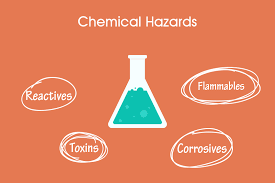 Chemical Hazards
Reactives
Flammables
Toxins
Corrosives